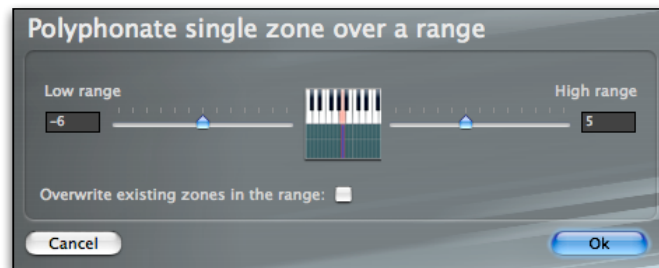 Polyphonate single zone over a range
Low range High range
-6 5
Overwrite existing zones in the range:
Cancel Ok